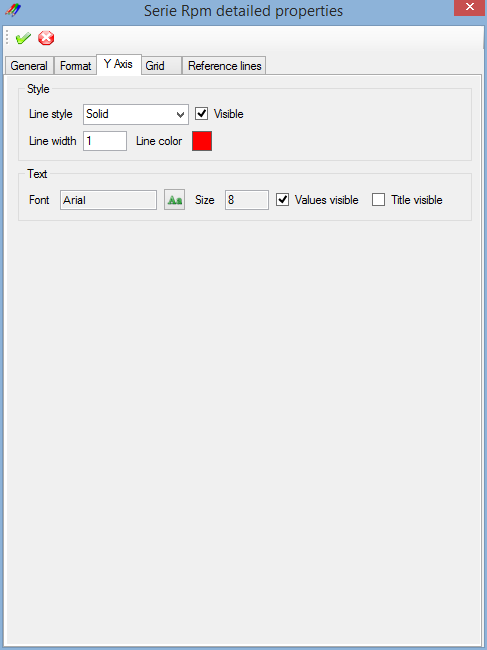 Serie Rpm detailed properties
General Format Y Axis Grid Reference lines
Style
Line style Solid Visible
Line width 1 Line color
Text
Font Arial Aa Size 8 Values visible Title visible